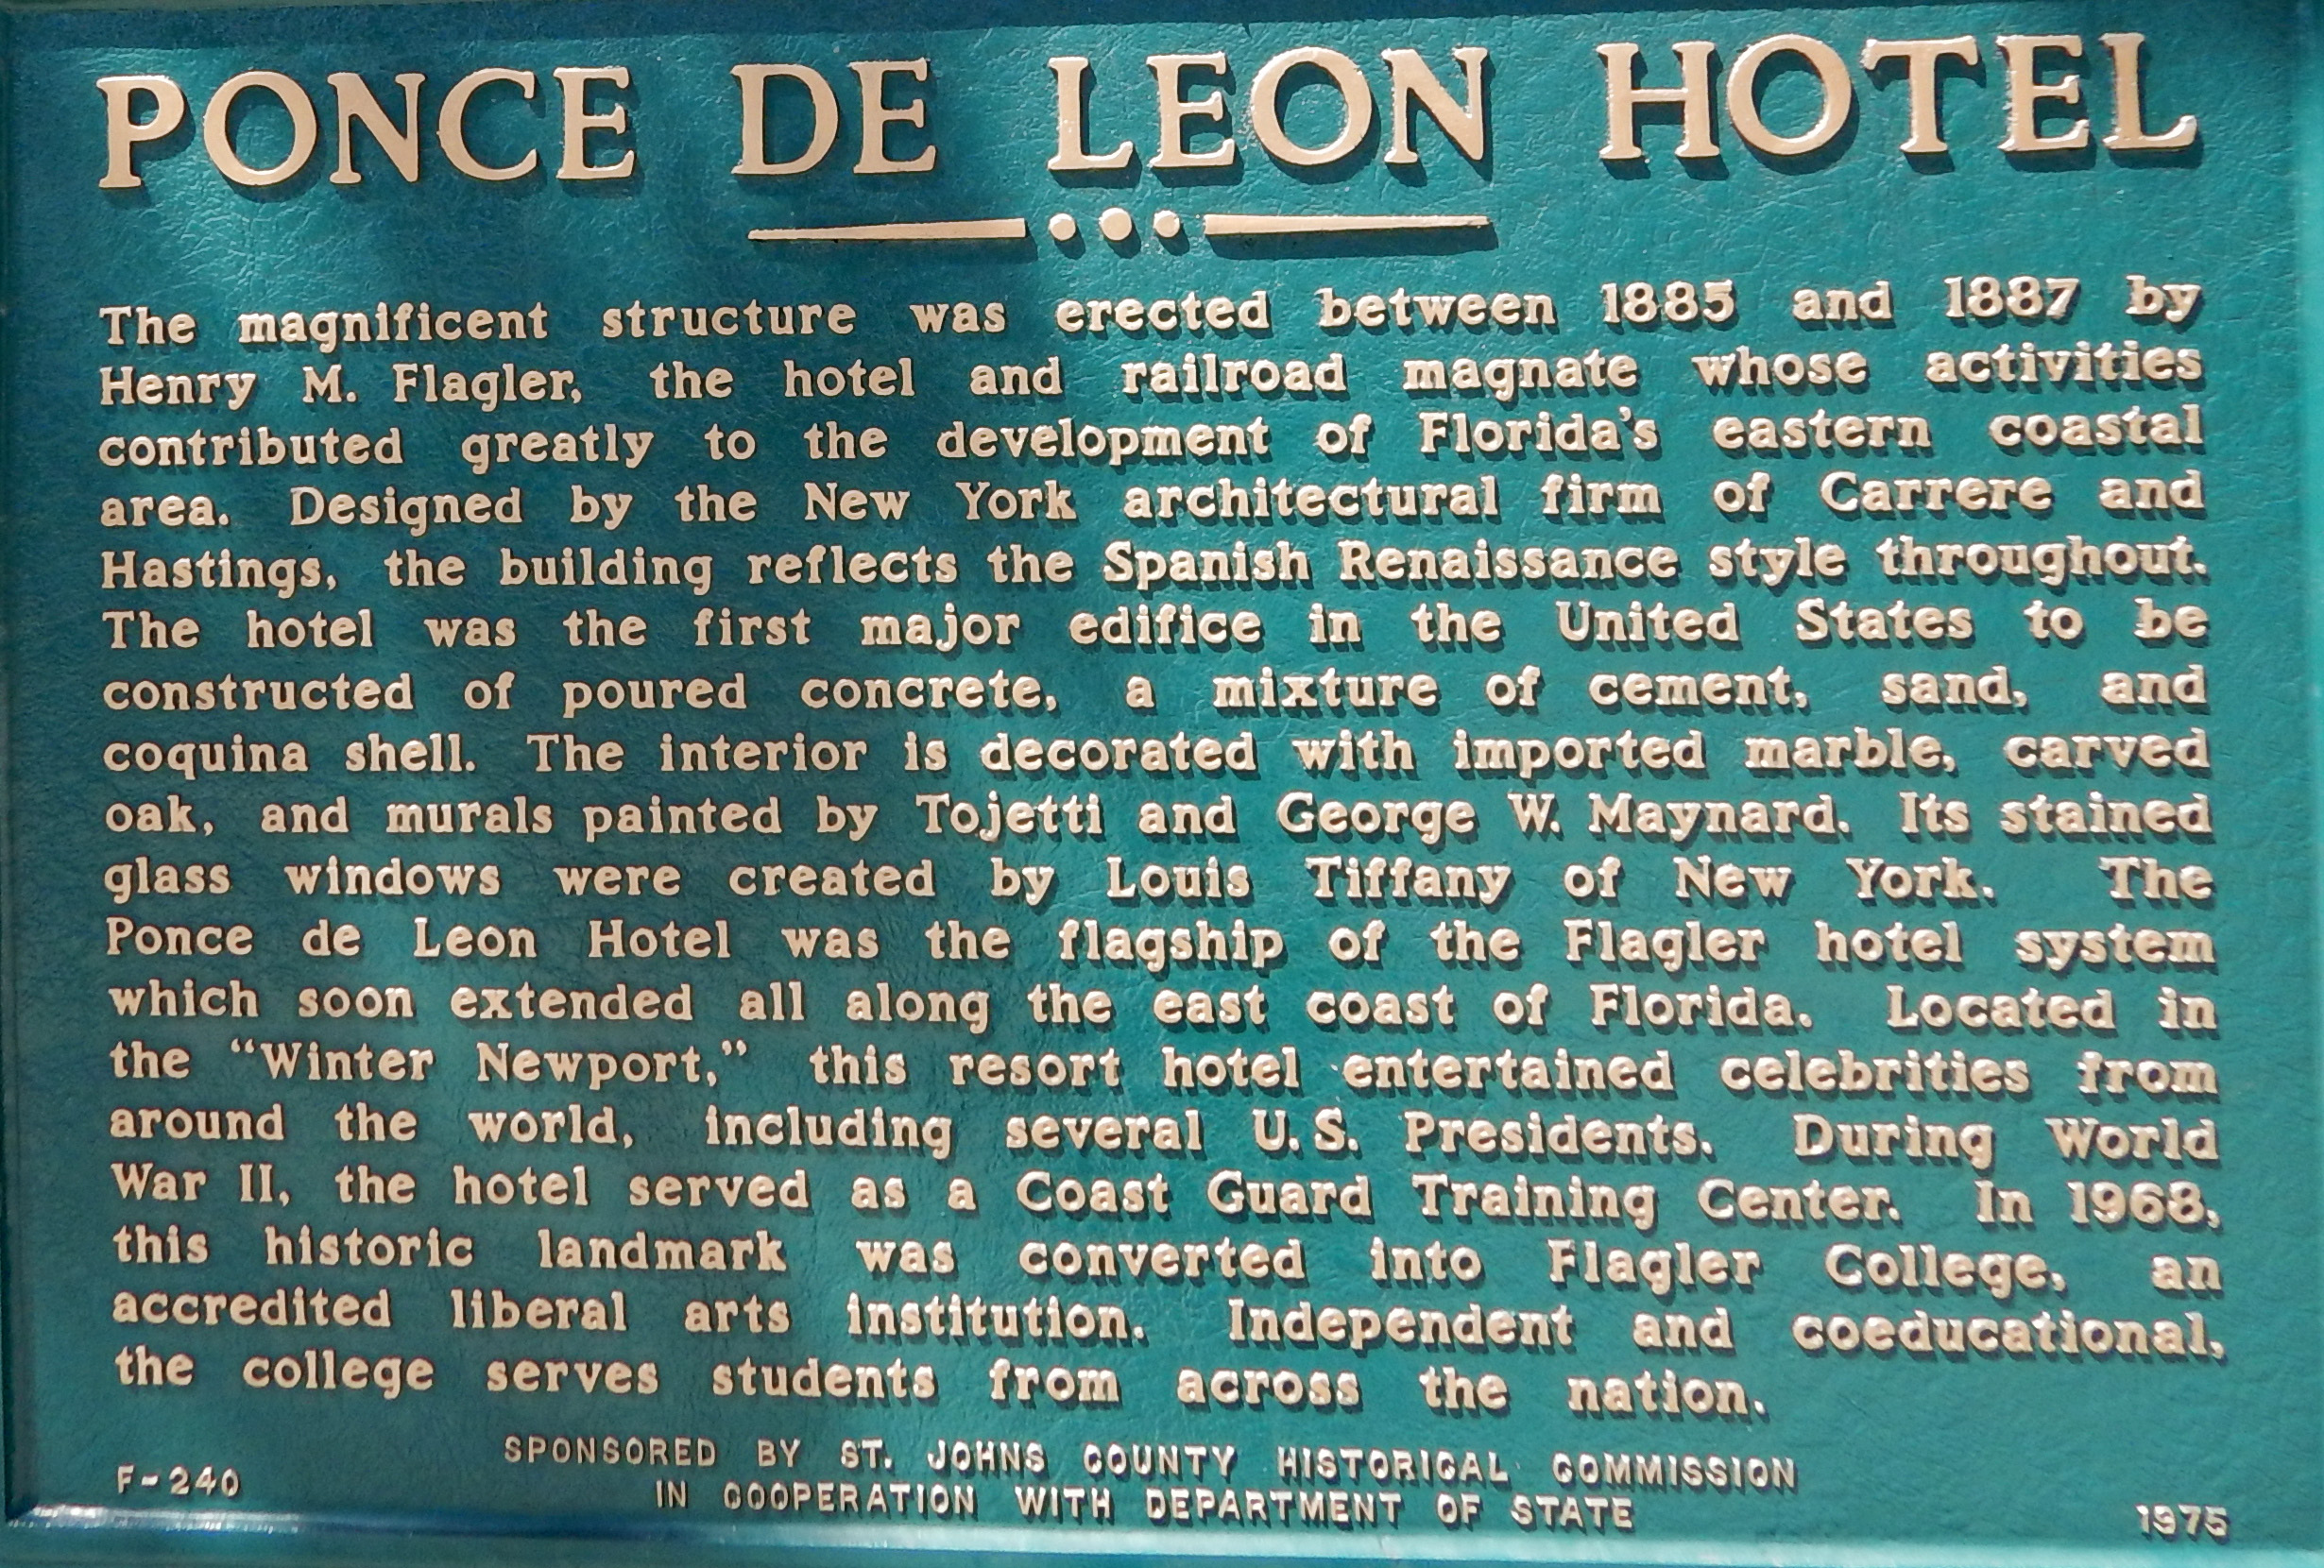 PONCE DE LEON HOTEL
The magnificent structure was erected between 1885 and 1887 by
Henry M. Flagler, the hotel and railroad magnate whose activities
contributed greatly to the development of Florida's eastern coastal
area. Designed by the New York architectural firm of Carrere and
Hastings, the building reflects the Spanish Renaissance style throughout.
The hotel was the first major edifice in the United States to be
constructed of poured concrete, a mixture of cement, sand, and
coquina shell. The interior is decorated with imported marble, carved
oak, and murals painted by Tojetti and George W. Maynard. Its stained
glass windows were created by Louis Tiffany of New York. The
Ponce de Leon Hotel was the flagship of the Flagler hotel system
which soon extended all along the east coast of Florida. Located in
the “Winter Newport,” this resort hotel entertained celebrities from
around the world, including several U.S. Presidents. During World
War II, the hotel served as a Coast Guard Training Center. In 1968,
this historic landmark was converted into Flagler College, an
accredited liberal arts institution. Independent and coeducational,
the college serves students from across the nation.
SPONSORED BY ST. JOHNS COUNTY HISTORICAL COMMISSION
IN COOPERATION WITH DEPARTMENT OF STATE
F-240
1975